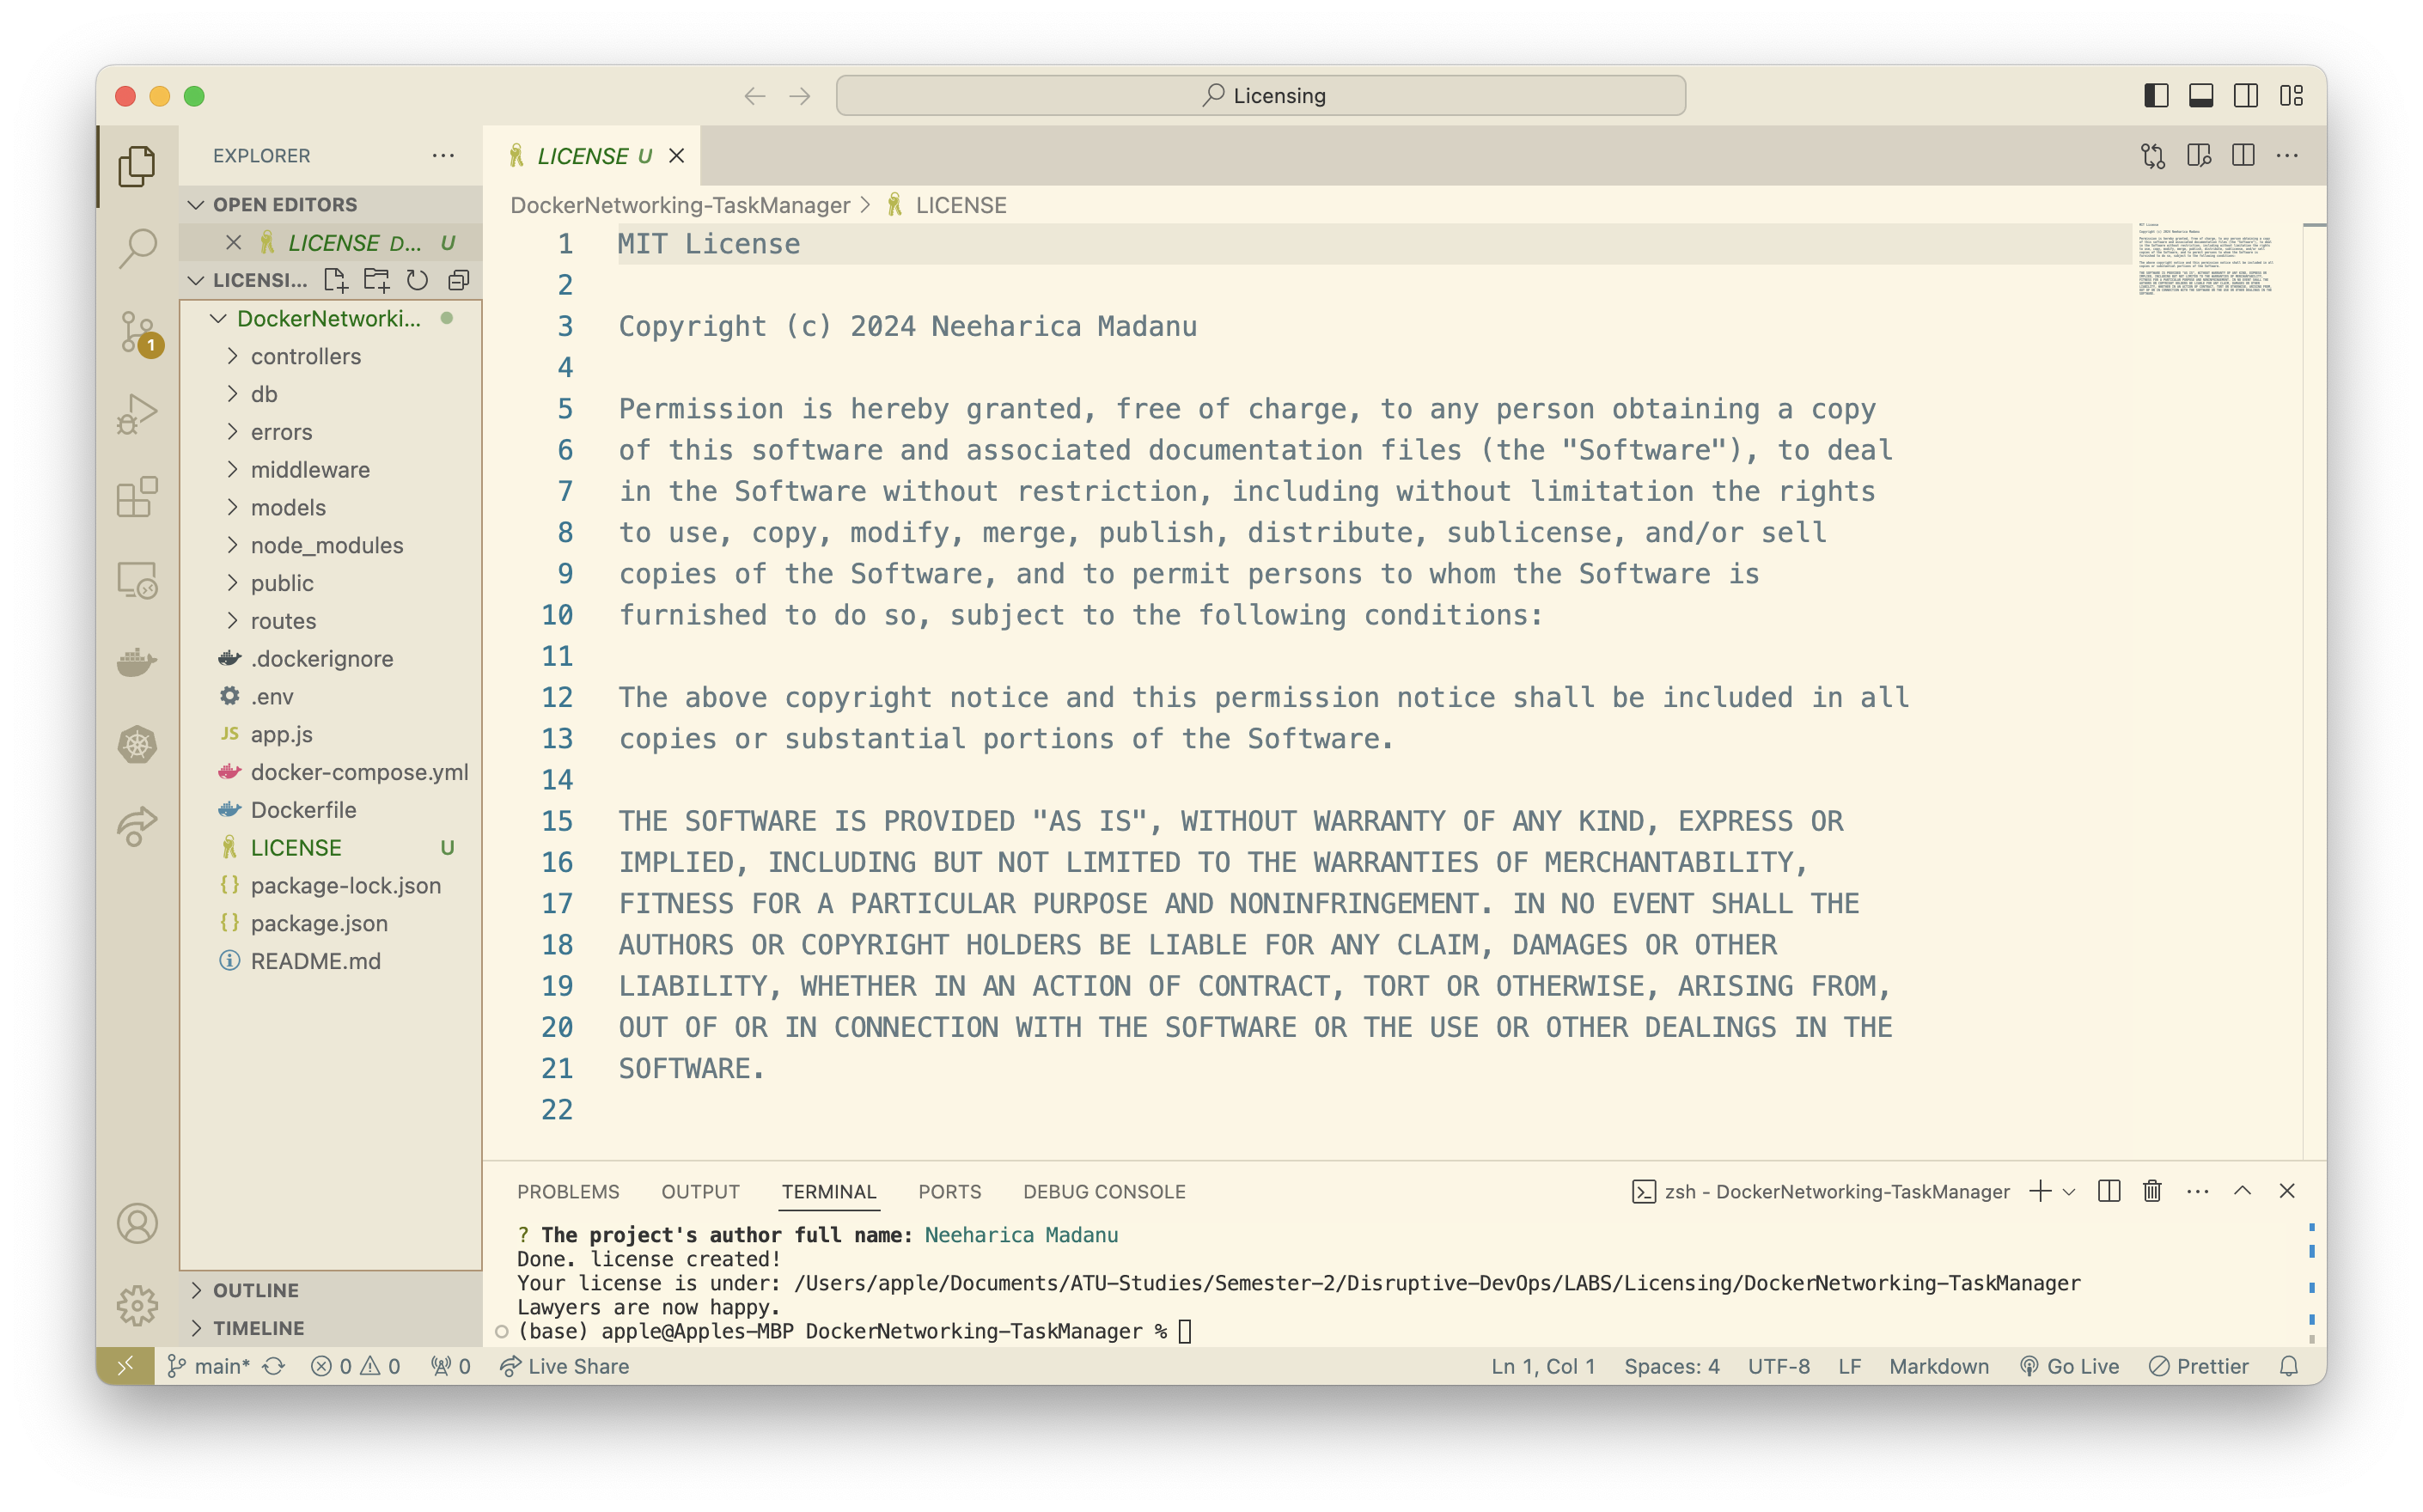 Licensing
EXPLORER
OPEN EDITORS
LICENSE D... U
LICENSI...
DockerNetworki...
controllers
db
errors
middleware
models
node_modules
public
routes
.dockerignore
.env
JS app.js
docker-compose.yml
Dockerfile
LICENSE U
{} package-lock.json
{} package.json
README.md
OUTLINE
TIMELINE
1
LICENSE U
DockerNetworking-TaskManager > LICENSE
1 MIT License
2
3 Copyright (c) 2024 Neeharica Madanu
4
5 Permission is hereby granted, free of charge, to any person obtaining a copy
6 of this software and associated documentation files (the "Software"), to deal
7 in the Software without restriction, including without limitation the rights
8 to use, copy, modify, merge, publish, distribute, sublicense, and/or sell
9 copies of the Software, and to permit persons to whom the Software is
10 furnished to do so, subject to the following conditions:
11
12 The above copyright notice and this permission notice shall be included in all
13 copies or substantial portions of the Software.
14
15 THE SOFTWARE IS PROVIDED "AS IS", WITHOUT WARRANTY OF ANY KIND, EXPRESS OR
16 IMPLIED, INCLUDING BUT NOT LIMITED TO THE WARRANTIES OF MERCHANTABILITY,
17 FITNESS FOR A PARTICULAR PURPOSE AND NONINFRINGEMENT. IN NO EVENT SHALL THE
18 AUTHORS OR COPYRIGHT HOLDERS BE LIABLE FOR ANY CLAIM, DAMAGES OR OTHER
19 LIABILITY, WHETHER IN AN ACTION OF CONTRACT, TORT OR OTHERWISE, ARISING FROM,
20 OUT OF OR IN CONNECTION WITH THE SOFTWARE OR THE USE OR OTHER DEALINGS IN THE
21 SOFTWARE.
22
PROBLEMS OUTPUT TERMINAL PORTS DEBUG CONSOLE zsh - DockerNetworking-TaskManager
? The project's author full name: Neeharica Madanu
Done. license created!
Your license is under: /Users/apple/Documents/ATU-Studies/Semester-2/Disruptive-DevOps/LABS/Licensing/DockerNetworking-TaskManager
Lawyers are now happy.
(base) apple@Apples-MBP DockerNetworking-TaskManager %
main* 0 0 0 Live Share Ln 1, Col 1 Spaces: 4 UTF-8 LF Markdown Go Live Prettier